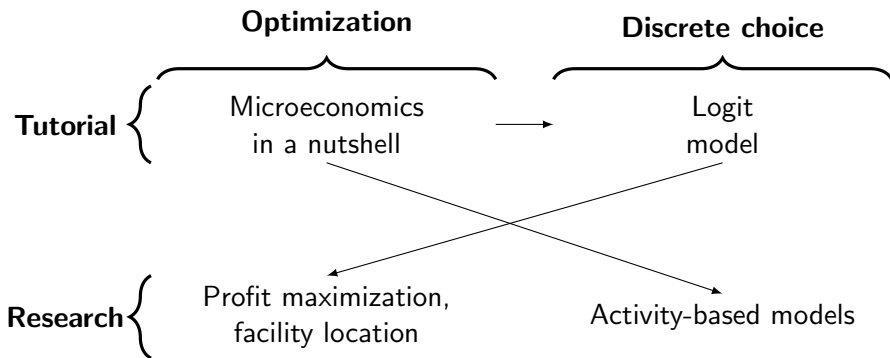 Optimization
Discrete choice
Tutorial
Microeconomics
in a nutshell
Logit
model
Research
Profit maximization,
facility location
Activity-based models